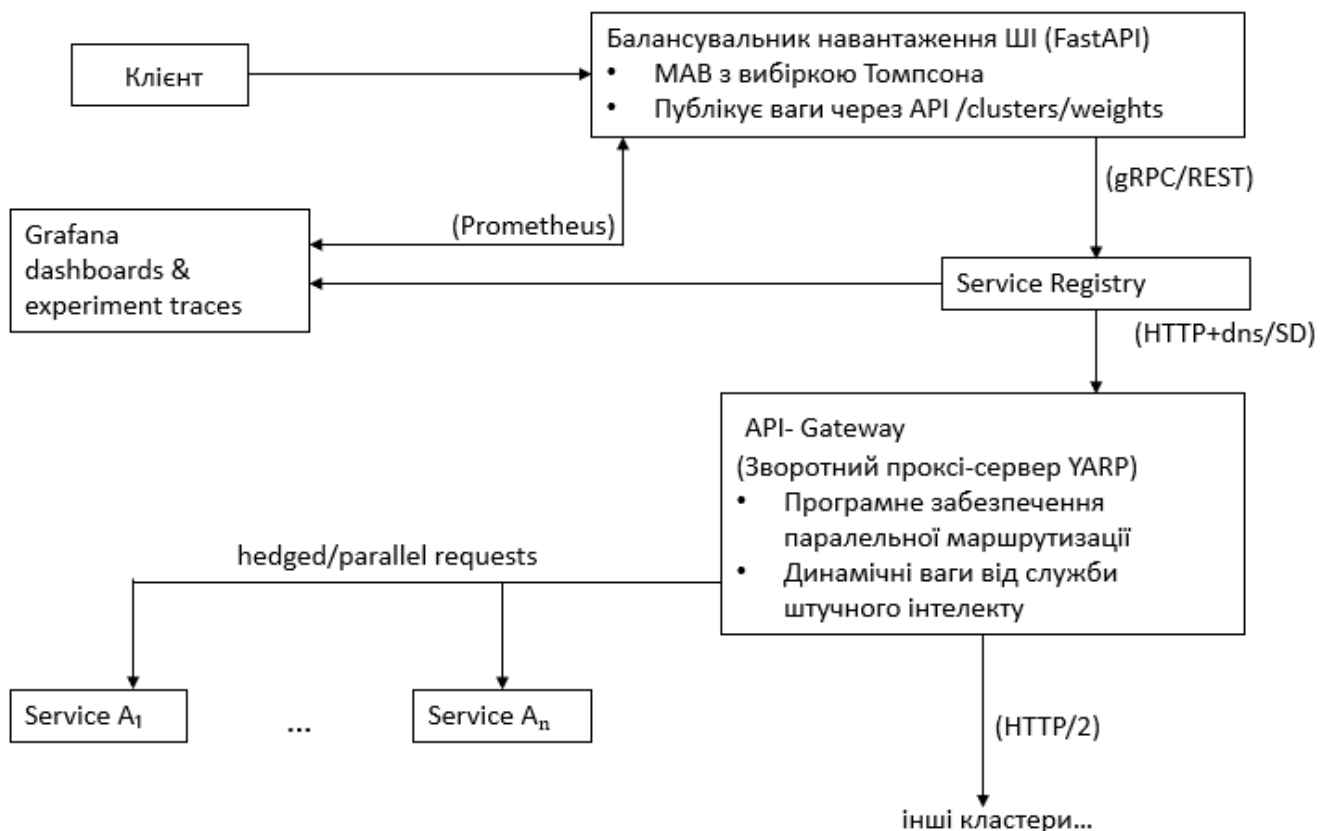 Клієнт
Балансувальник навантаження ШІ (FastAPI)
• MAB з вибіркою Томпсона
• Публікує ваги через API /clusters/weights
(gRPC/REST)
(Prometheus)
Grafana
dashboards &
experiment traces
Service Registry
(HTTP+dns/SD)
API- Gateway
(Зворотний проксі-сервер YARP)
• Програмне забезпечення
паралельної маршрутизації
• Динамічні ваги від служби
штучного інтелекту
hedged/parallel requests
Service A₁
...
Service Aₙ
(HTTP/2)
інші кластери...